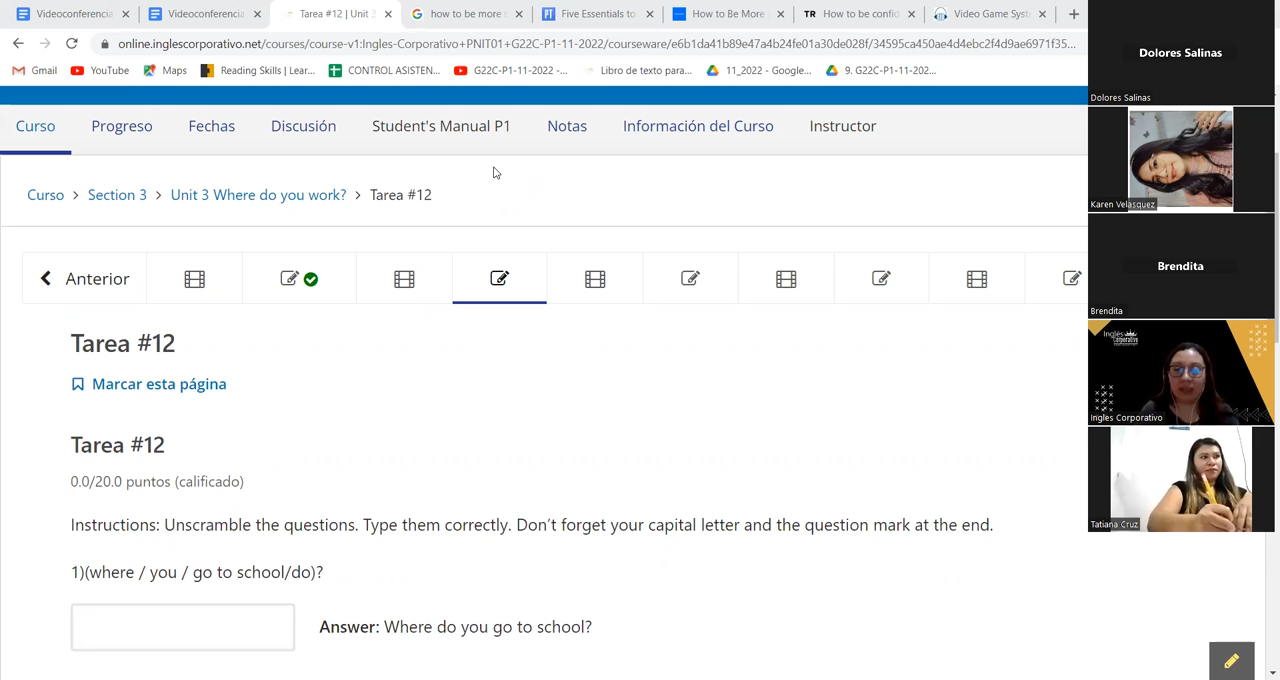 Videoconferencia
Videoconferencia
Tarea #12 | Unit 3
how to be more
Five Essentials to
How to Be More
TR How to be confid
Video Game Syst
online.inglescorporativo.net/courses/course-v1:Ingles-Corporativo+PNIT01+G22C-P1-11-2022/courseware/e6b1da41b89e47a4b24fe01a30de028f/34595ca450ae4d4ebc2f4d9ae6971f35...
Gmail
YouTube
Maps
Reading Skills | Lear...
CONTROL ASISTEN...
G22C-P1-11-2022 -...
Libro de texto para...
11_2022 - Google...
9. G22C-P1-11-202...
Curso
Progreso
Fechas
Discusión
Student's Manual P1
Notas
Información del Curso
Instructor
Curso > Section 3 > Unit 3 Where do you work? > Tarea #12
Anterior
Tarea #12
Marcar esta página
Tarea #12
0.0/20.0 puntos (calificado)
Instructions: Unscramble the questions. Type them correctly. Don't forget your capital letter and the question mark at the end.
1)(where / you / go to school/do)?
Answer: Where do you go to school?
Dolores Salinas
Dolores Salinas
Karen Velasquez
Brendita
Brendita
Inglés
Corporativo
Ingles Corporativo
Tatiana Cruz